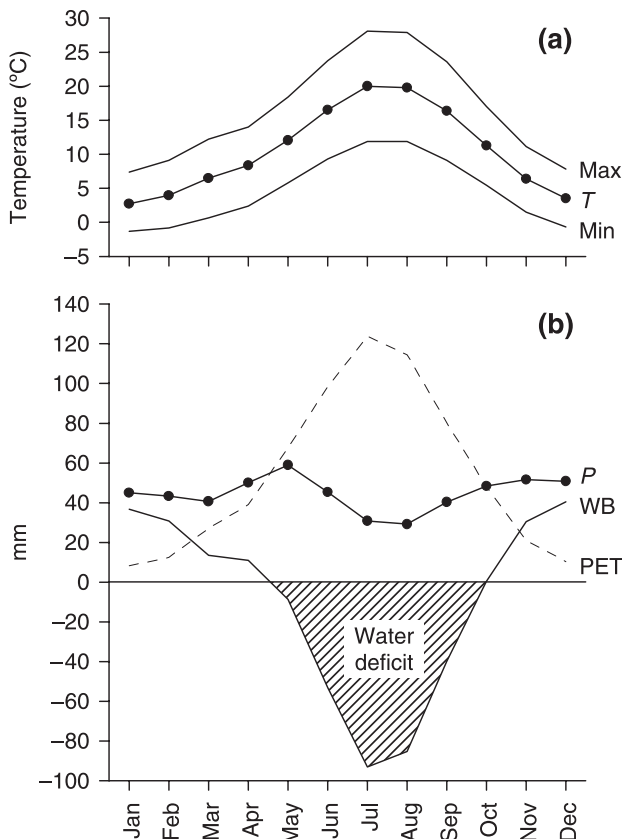 30
(a)
25
20
15
10
5
0
–5
Temperature (°C)
Max
T
Min
140
(b)
120
100
80
60
40
20
0
–20
–40
–60
–80
–100
mm
P
WB
PET
Water
deficit
Jan
Feb
Mar
Apr
May
Jun
Jul
Aug
Sep
Oct
Nov
Dec